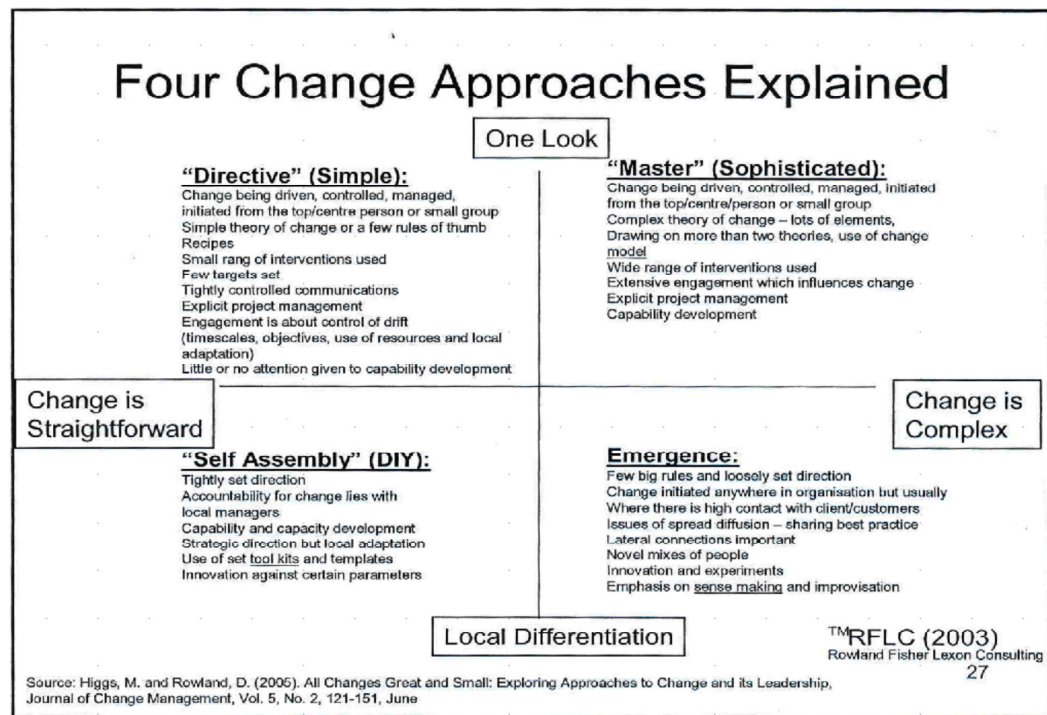 Four Change Approaches Explained
One Look
"Directive" (Simple):
Change being driven, controlled, managed,
initiated from the top/centre person or small group
Simple theory of change or a few rules of thumb
Recipes
Small rang of interventions used
Few targets set
Tightly controlled communications
Explicit project management
Engagement is about control of drift
(timescales, objectives, use of resources and local
adaptation)
Little or no attention given to capability development
"Master" (Sophisticated):
Change being driven, controlled, managed, initiated
from the top/centre/person or small group
Complex theory of change – lots of elements,
Drawing on more than two theories, use of change
model
Wide range of interventions used
Extensive engagement which influences change
Explicit project management
Capability development
Change is
Straightforward
Change is
Complex
"Self Assembly" (DIY):
Tightly set direction
Accountability for change lies with
local managers
Capability and capacity development
Strategic direction but local adaptation
Use of set tool kits and templates
Innovation against certain parameters
Emergence:
Few big rules and loosely set direction
Change initiated anywhere in organisation but usually
Where there is high contact with client/customers
Issues of spread diffusion – sharing best practice
Lateral connections important
Novel mixes of people
Innovation and experiments
Emphasis on sense making and improvisation
Local Differentiation
TMRFLC (2003)
Rowland Fisher Lexon Consulting
27
Source: Higgs, M. and Rowland, D. (2005). All Changes Great and Small: Exploring Approaches to Change and its Leadership,
Journal of Change Management, Vol. 5, No. 2, 121-151, June